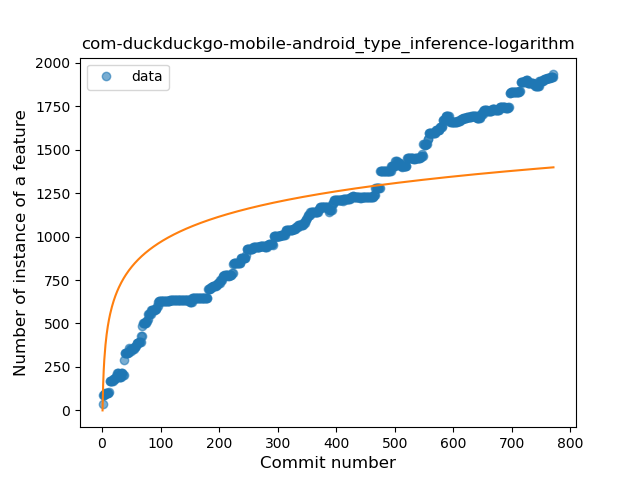 com-duckduckgo-mobile-android_type_inference-logarithm
data
Number of instance of a feature
2000
1750
1500
1250
1000
750
500
250
0
0 100 200 300 400 500 600 700 800
Commit number